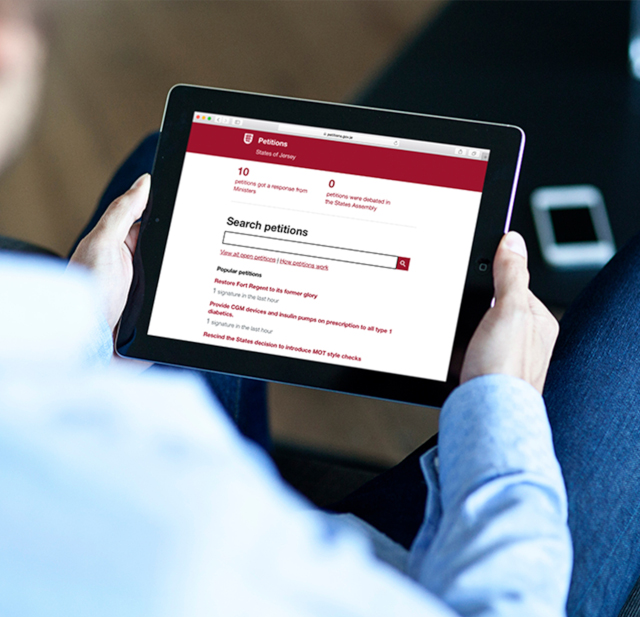 petitions.gov.je
Petitions
States of Jersey
10
petitions got a response from
Ministers
0
petitions were debated in
the States Assembly
Search petitions
View all open petitions | How petitions work
Popular petitions
Restore Fort Regent to its former glory
1 signature in the last hour
Provide CGM devices and insulin pumps on prescription to all type 1
diabetics.
1 signature in the last hour
Rescind the States decision to introduce MOT style checks